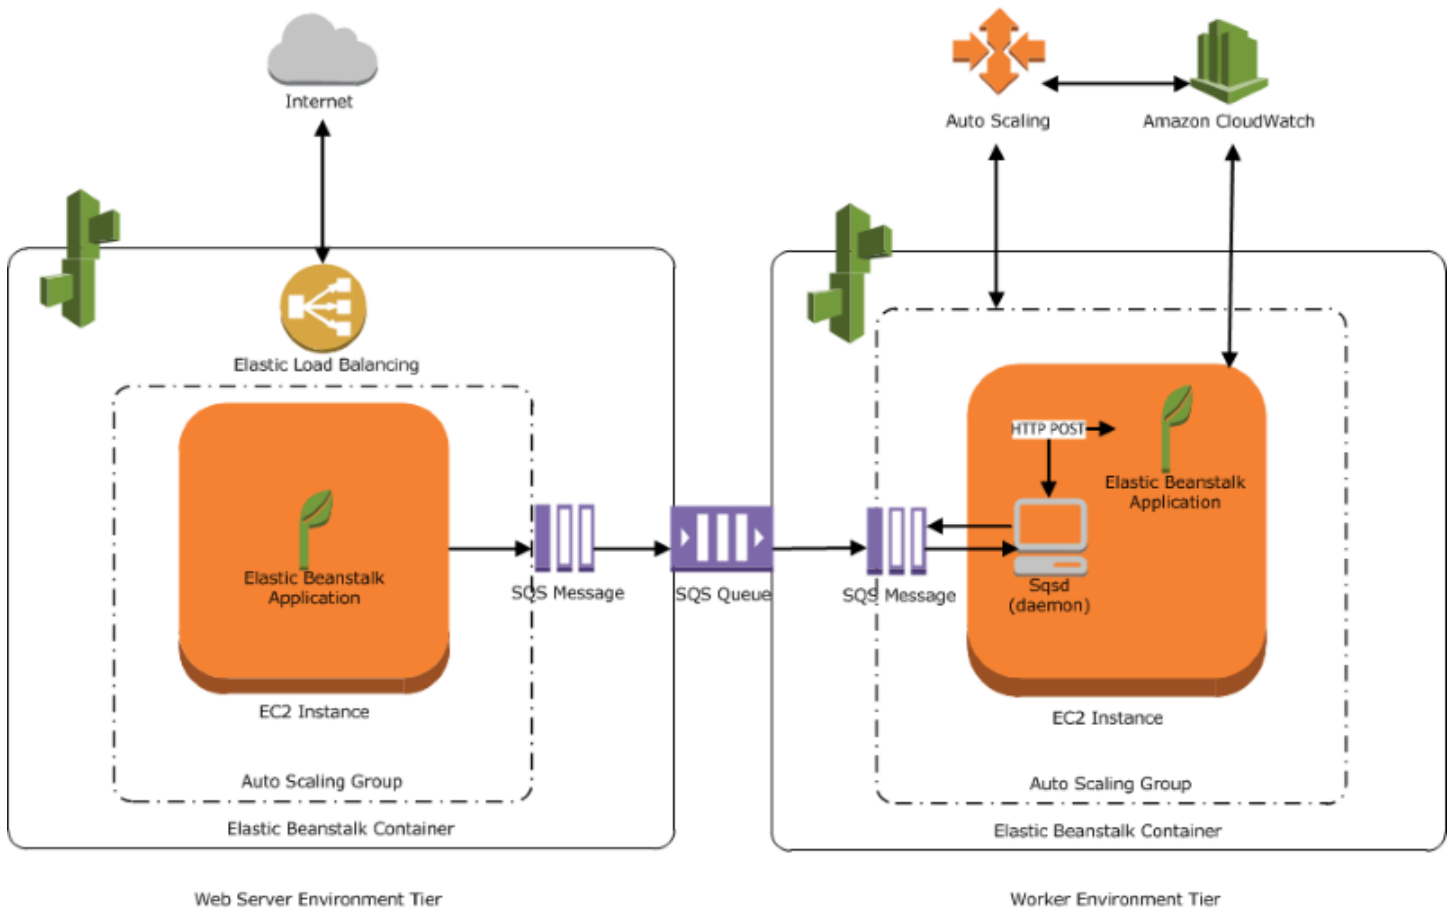 Internet
Auto Scaling
Amazon CloudWatch
Elastic Load Balancing
HTTP POST
Elastic Beanstalk
Application
Elastic Beanstalk
Application
SQS Message
SQS Queue
SQS Message
Sqsd
(daemon)
EC2 Instance
EC2 Instance
Auto Scaling Group
Auto Scaling Group
Elastic Beanstalk Container
Elastic Beanstalk Container
Web Server Environment Tier
Worker Environment Tier